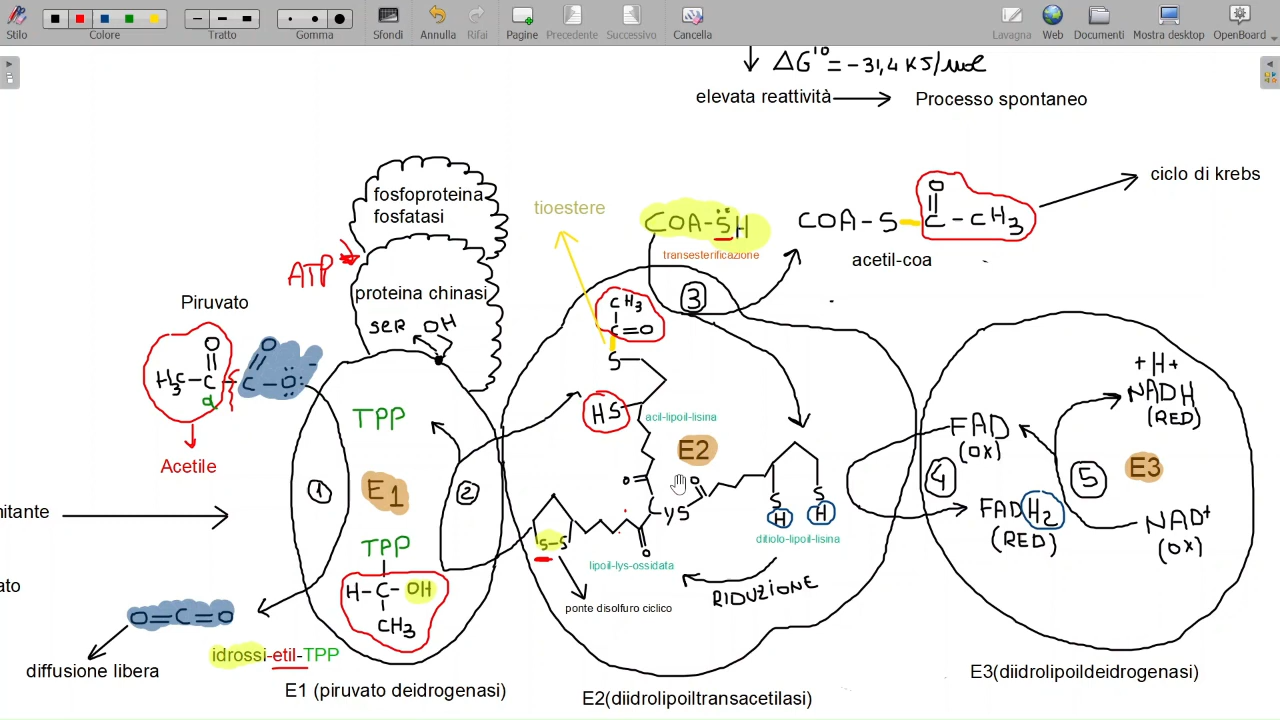 Stilo
Colore
Tratto
Gomma
Sfondi
Annulla
Rifai
Pagine
Precedente
Successivo
Cancella
Lavagna
Web
Documenti
Mostra desktop
OpenBoard
ΔG'° = -31,4 KJ/mol
elevata reattività
Processo spontaneo
ciclo di krebs
fosfoproteina
fosfatasi
tioestere
COA-SH
transesterificazione
COA-S-C-CH3
O
acetil-coa
ATP
proteina chinasi
ser OH
3
CH3
C=O
S
Piruvato
O O -
H3C-C-C-O:
α
Acetile
TPP
HS
acil-lipoil-lisina
E2
O
O
+H+
NADH
(RED)
FAD
(OX)
E3
E1
1
2
4
5
Lys
S S
H H
FADH2
(RED)
NAD+
(OX)
nitante
S-S
O
ditiolo-lipoil-lisina
TPP
lipoil-lys-ossidata
H-C-OH
CH3
RIDUZIONE
ato
ponte disolfuro ciclico
O=C=O
idrossi-etil-TPP
diffusione libera
E1 (piruvato deidrogenasi)
E2(diidrolipoiltransacetilasi)
E3(diidrolipoildeidrogenasi)